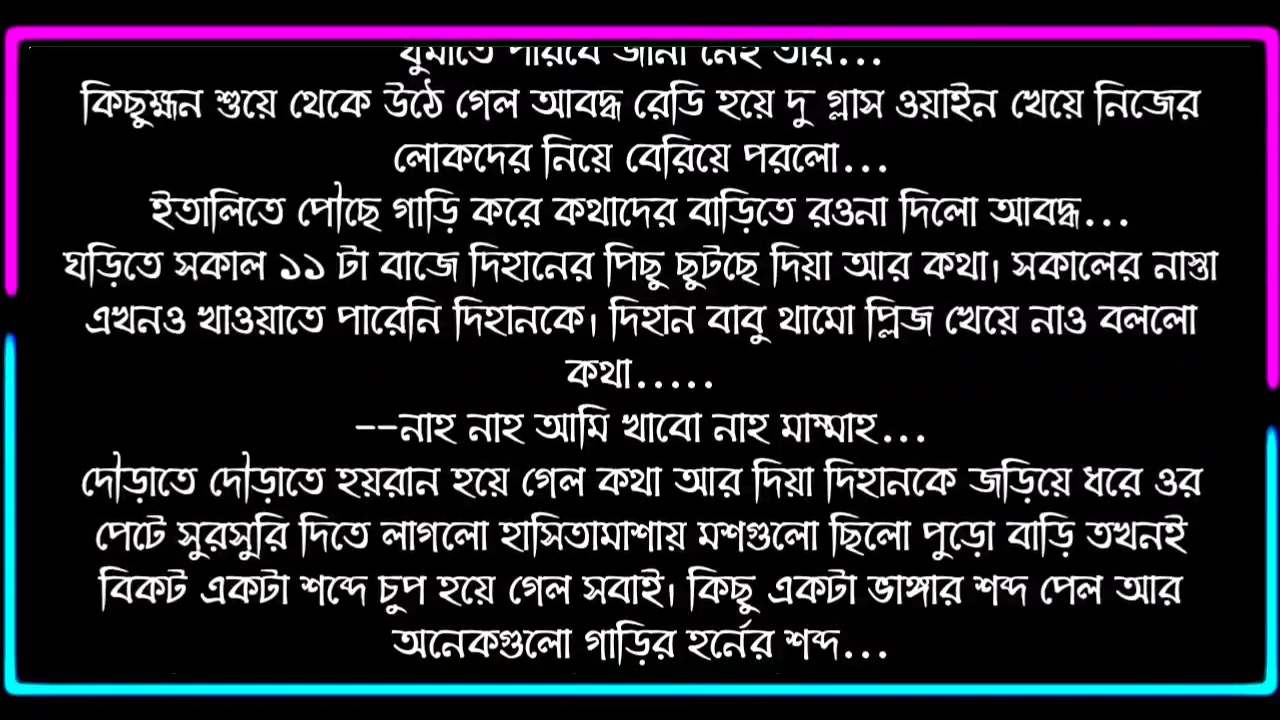 ঘুমাতে পারবে জানা নেই তার...
কিছুক্ষন শুয়ে থেকে উঠে গেল আবদ্ধ রেডি হয়ে দু গ্লাস ওয়াইন খেয়ে নিজের
লোকদের নিয়ে বেরিয়ে পরলো...
ইতালিতে পৌছে গাড়ি করে কথাদের বাড়িতে রওনা দিলো আবদ্ধ...
ঘড়িতে সকাল ১১ টা বাজে দিহানের পিছু ছুটছে দিয়া আর কথা। সকালের নাস্তা
এখনও খাওয়াতে পারেনি দিহানকে। দিহান বাবু থামো প্লিজ খেয়ে নাও বললো
কথা.....
--নাহ নাহ আমি খাবো নাহ মাম্মাহ...
দৌড়াতে দৌড়াতে হয়রান হয়ে গেল কথা আর দিয়া দিহানকে জড়িয়ে ধরে ওর
পেটে সুরসুরি দিতে লাগলো হাসিতামাশায় মশগুলো ছিলো পুড়ো বাড়ি তখনই
বিকট একটা শব্দে চুপ হয়ে গেল সবাই। কিছু একটা ভাঙ্গার শব্দ পেল আর
অনেকগুলো গাড়ির হর্নের শব্দ...